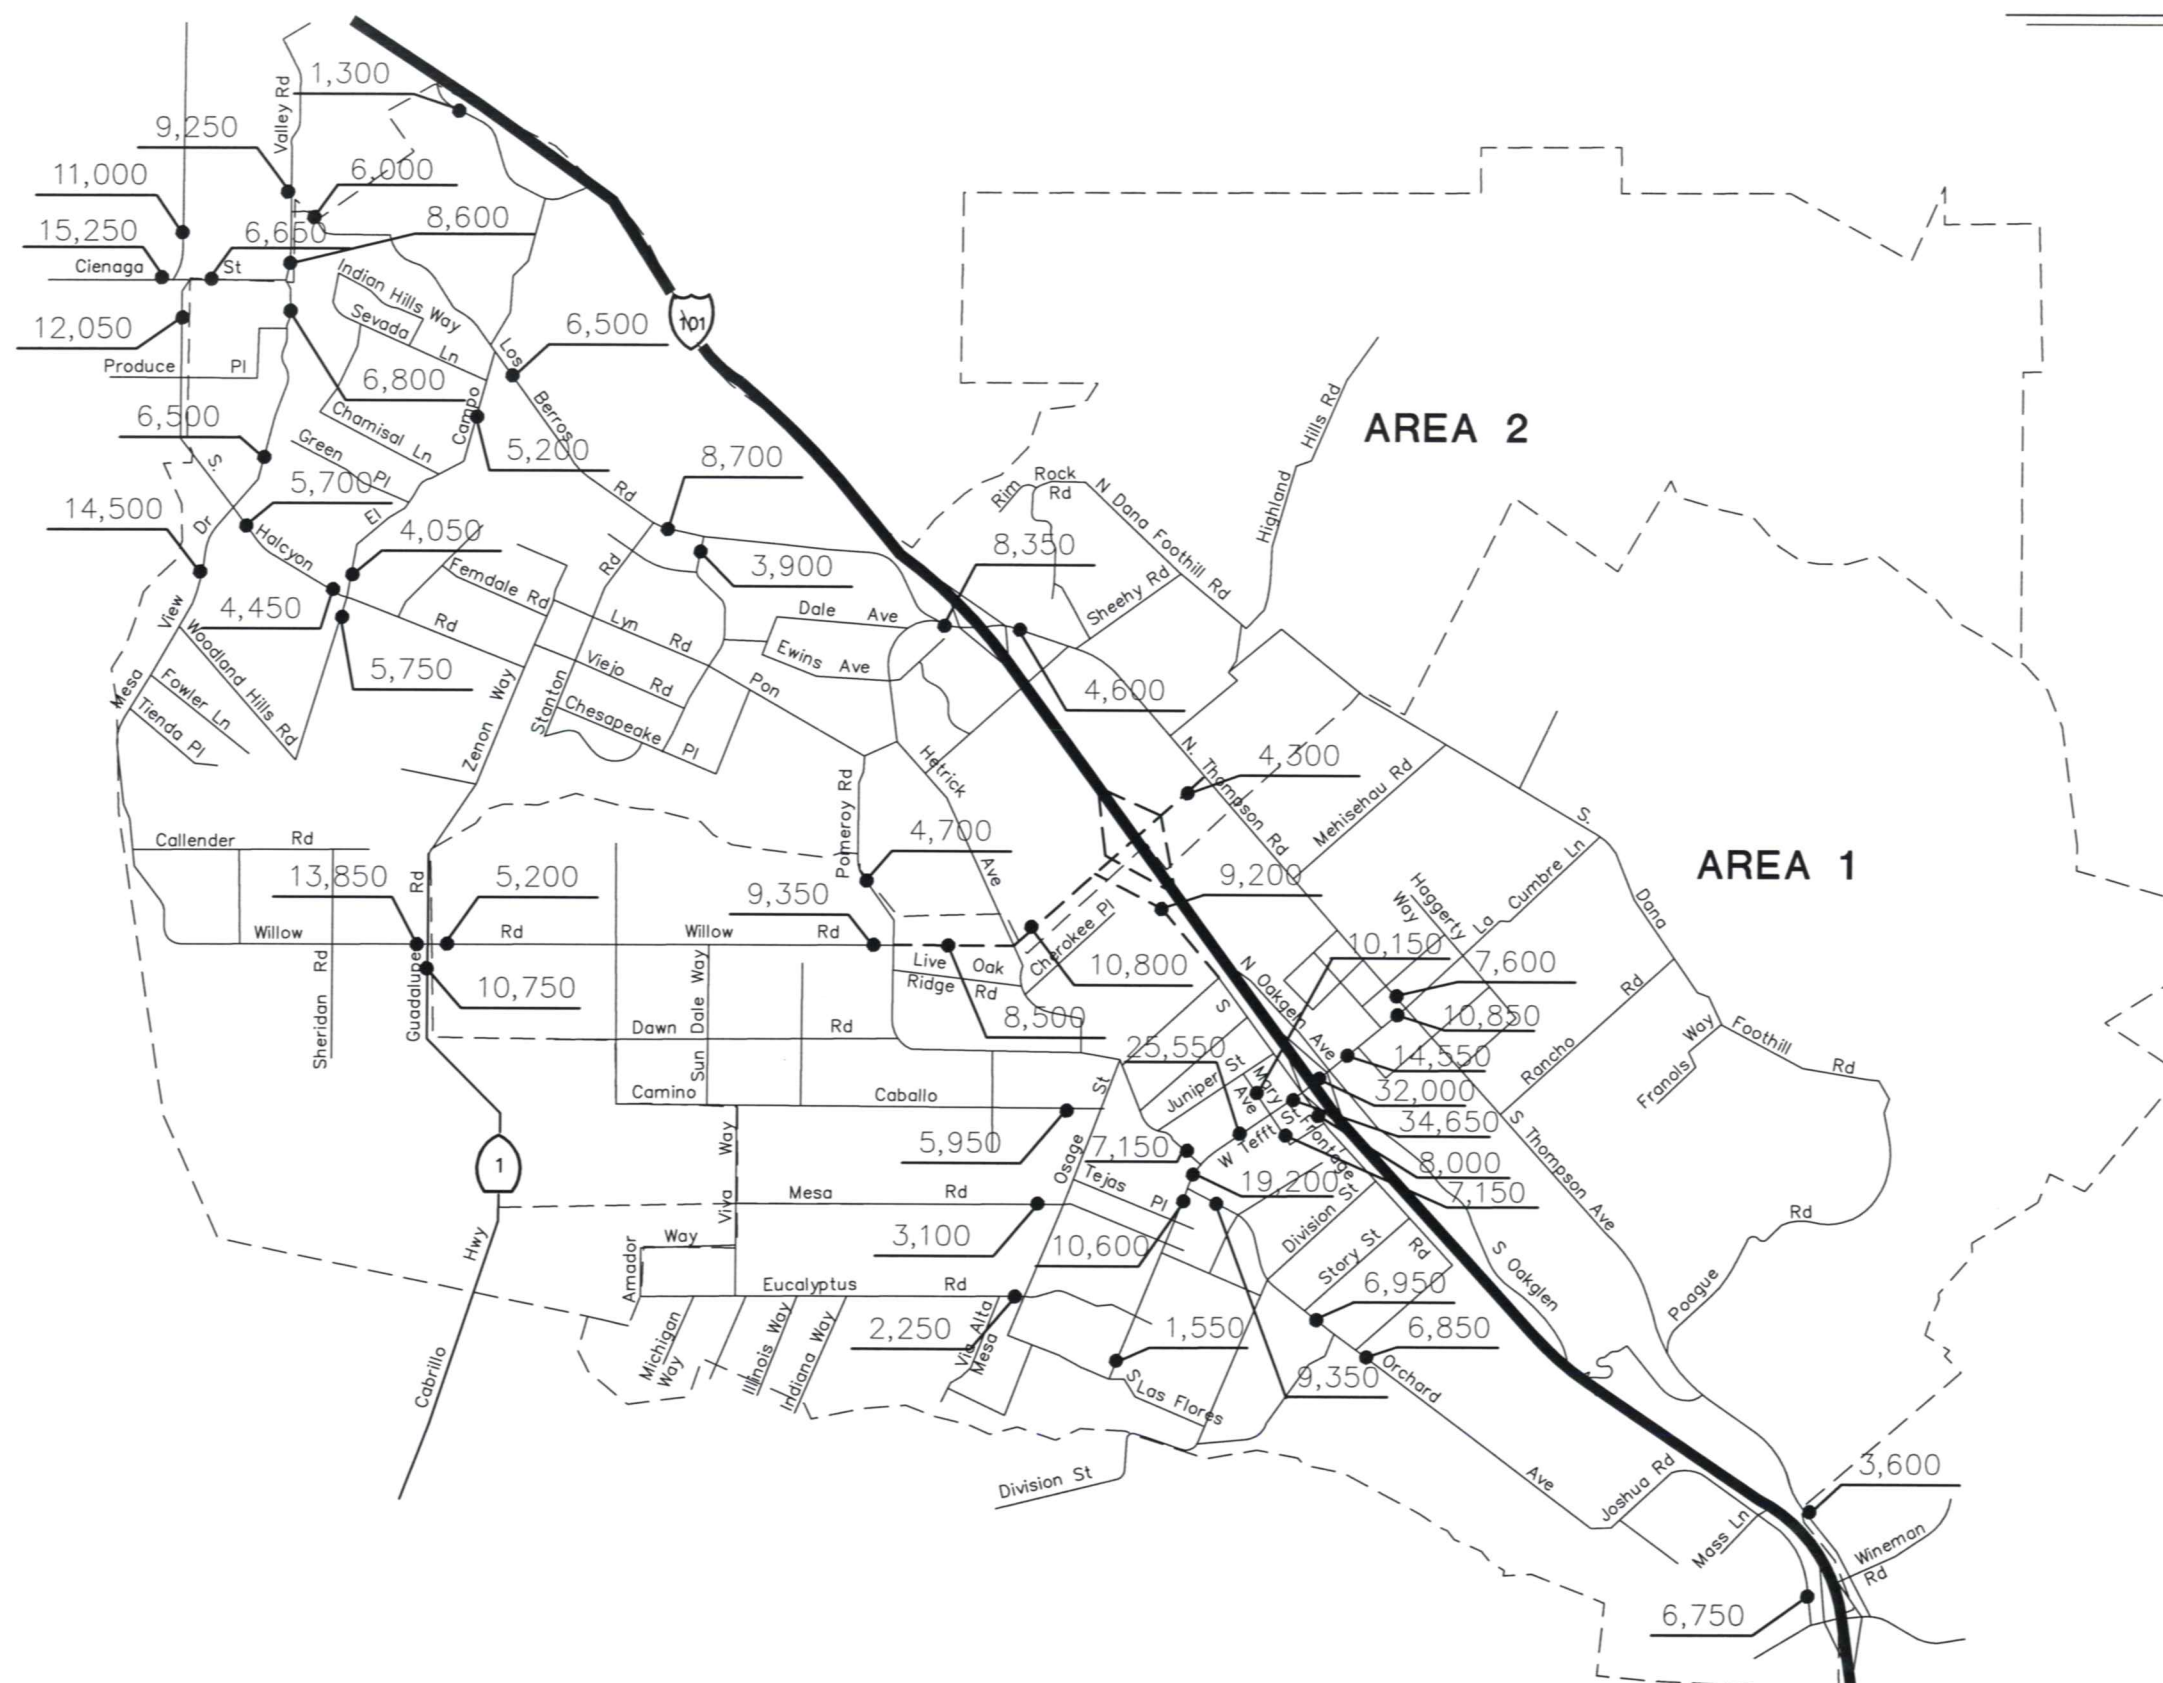 1,300
Valley Rd
9,250
11,000
6,000
15,250
6,650
8,600
Cienaga St
Indian Hills Way
12,050
Sevada Ln
Los Berros Rd
6,500
101
Produce Pl
6,800
6,500
Chamisal Ln
Campo
5,200
Green Pl
El
8,700
S. Halcyon Rd
5,700
14,500
4,050
Ferndale Rd
3,900
4,450
5,750
Mesa View Dr
Woodland Hills Rd
Fowler Ln
Tienda Pl
Zenon Way
Stanton Rd
Lyn Rd
Viejo Rd
Chesapeake Pl
Dale Ave
Ewins Ave
Pon
8,350
Rim Rock Rd
N Dana Foothill Rd
Sheehy Rd
Highland Hills Rd
AREA 2
4,600
Hetrick Ave
N. Thompson Rd
4,300
Mehisehau Rd
S. Dana Foothill Rd
AREA 1
Callender Rd
Pomeroy Rd
4,700
13,850
5,200
9,350
9,200
Haggerty Way
La Cumbre Ln
Willow Rd
Willow Rd
Cherokee Pl
10,800
10,150
7,600
Sheridan Rd
Guadalupe Rd
10,750
Sun Dale Way
Live Oak Ridge Rd
8,500
N Oakgeln Ave
10,850
Dawn Rd
25,550
14,550
Rancho Rd
Franols Way
32,000
34,650
Camino Caballo
5,950
Osage St
Juniper St
Mary Ave
7,150
W Tefft St
S Frontage Rd
8,000
7,150
19,200
S Thompson Ave
1
Viva Way
Mesa Rd
3,100
Tejas Pl
10,600
Division St
Story St
S Oakglen
Poague Rd
Hwy
Amador Way
Eucalyptus Rd
6,950
2,250
1,550
6,850
Michigan Way
Illinois Way
Indiana Way
Via Alta Mesa
S Las Flores
9,350
Orchard Ave
Cabrillo
Division St
3,600
Joshua Rd
Mass Ln
Wineman Rd
6,750